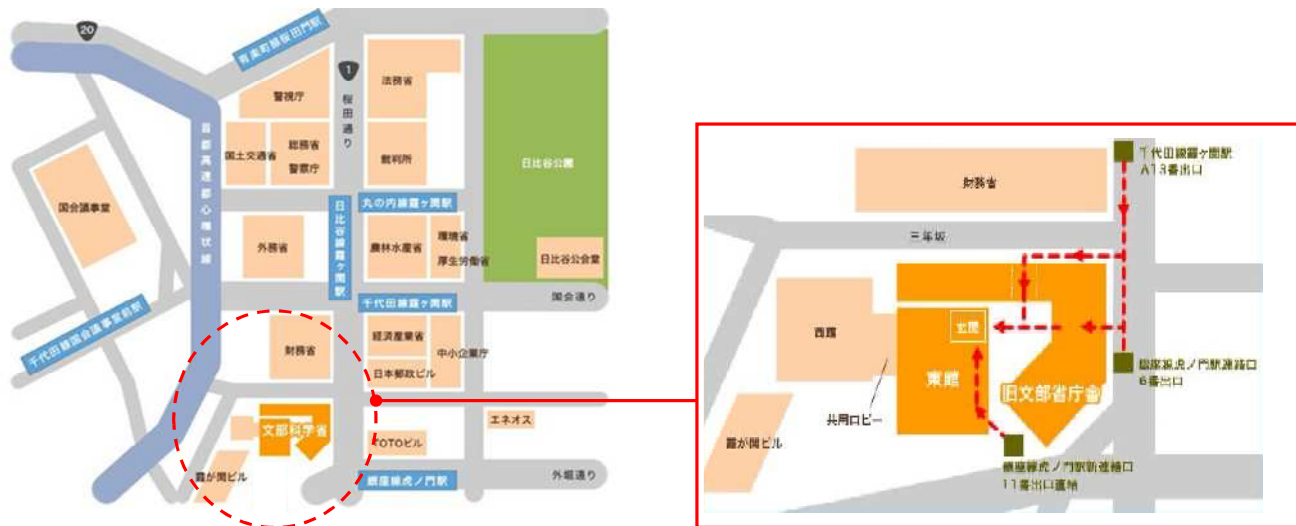 20
有楽町線桜田門駅
1
桜田通り
法務省
警視庁
国土交通省
総務省
警察庁
裁判所
日比谷公園
首都高速都心環状線
国会議事堂
丸の内線霞ヶ関駅
日比谷線霞ヶ関駅
外務省
農林水産省
環境省
厚生労働省
日比谷公会堂
千代田線霞ヶ関駅
国会通り
千代田線国会議事堂前駅
財務省
経済産業省
中小企業庁
日本郵政ビル
文部科学省
エネオス
TOTOビル
霞が関ビル
銀座線虎ノ門駅
外堀通り
千代田線霞ヶ関駅
A13番出口
財務省
三年坂
西館
玄関
東館
旧文部省庁舎
銀座線虎ノ門駅連絡口
6番出口
共用ロビー
霞が関ビル
銀座線虎ノ門駅新連絡口
11番出口直結